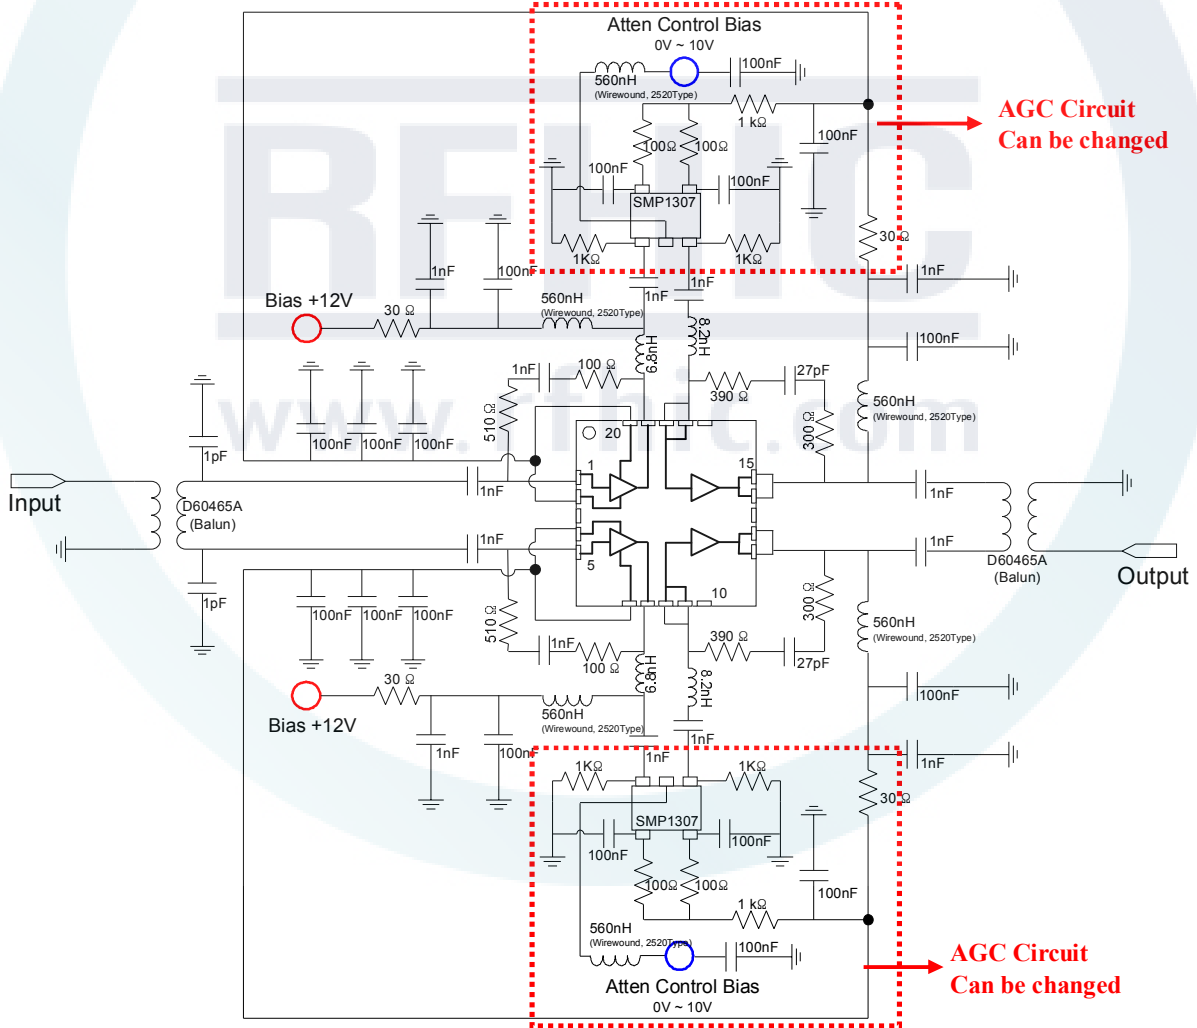 Atten Control Bias
0V ~ 10V
560nH
(Wirewound, 2520Type)
100nF
1 kΩ
100nF
AGC Circuit
Can be changed
100Ω
100Ω
100nF
100nF
SMP1307
1KΩ
1KΩ
30 Ω
1nF
100nF
1nF
1nF
1nF
Bias +12V
30 Ω
560nH
(Wirewound, 2520Type)
6.8nH
8.2nH
100nF
RFHIC
www.rfhic.com
1nF
100 Ω
390 Ω
27pF
560nH
(Wirewound, 2520Type)
510 Ω
300 Ω
100nF
100nF
100nF
1pF
20
1
15
Input
D60465A
(Balun)
1nF
1nF
1nF
1nF
D60465A
(Balun)
Output
5
10
1pF
100nF
100nF
100nF
510 Ω
300 Ω
1nF
100 Ω
390 Ω
27pF
560nH
(Wirewound, 2520Type)
6.8nH
8.2nH
30 Ω
Bias +12V
560nH
(Wirewound, 2520Type)
100nF
1nF
100nF
1nF
1nF
1nF
1KΩ
1KΩ
30 Ω
SMP1307
100nF
100nF
100Ω
100Ω
100nF
1 kΩ
560nH
(Wirewound, 2520Type)
100nF
Atten Control Bias
0V ~ 10V
AGC Circuit
Can be changed